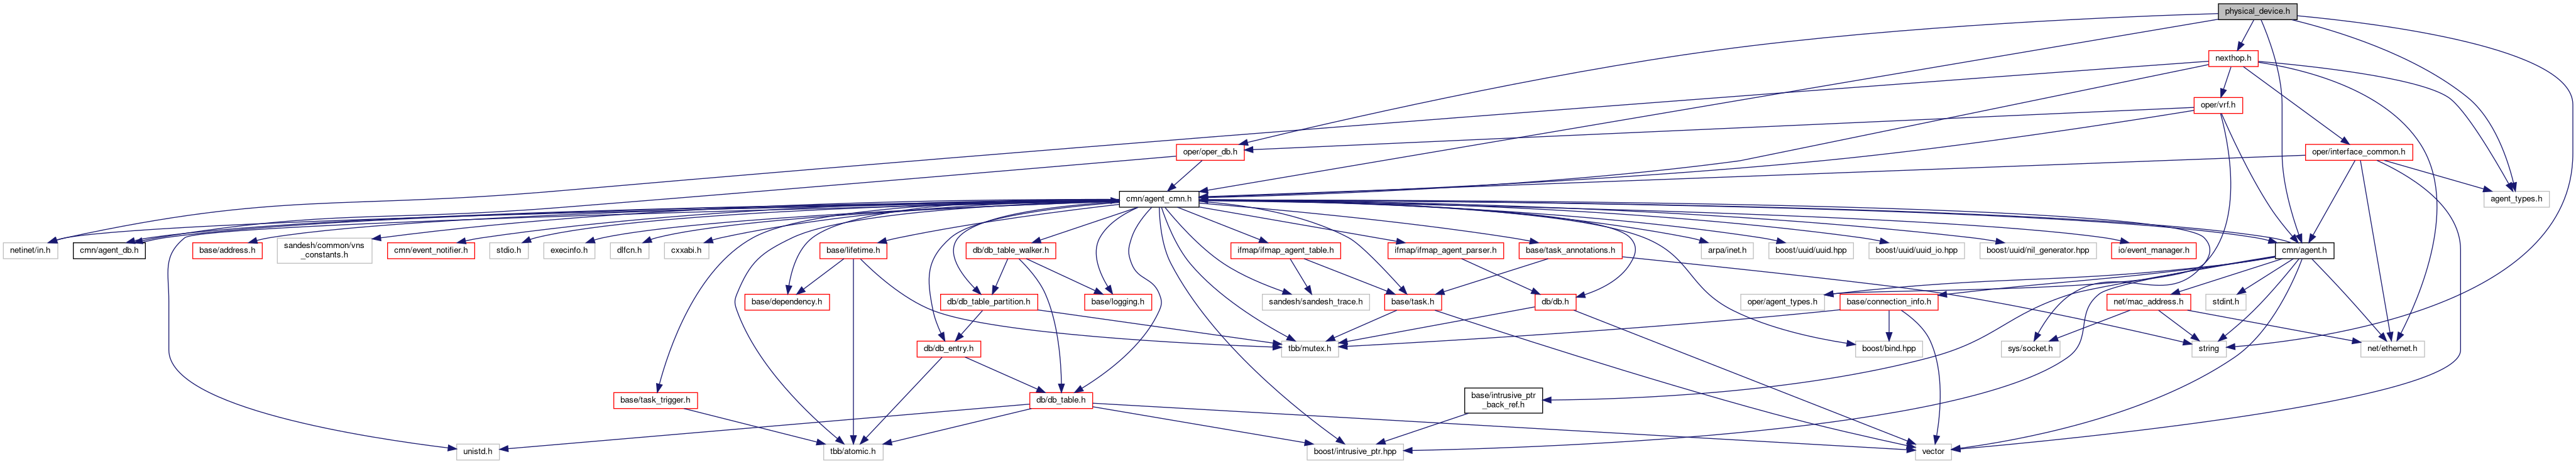 physical_device.h
nexthop.h
oper/vrf.h
oper/oper_db.h
oper/interface_common.h
cmn/agent_cmn.h
agent_types.h
netinet/in.h
cmn/agent_db.h
base/address.h
sandesh/common/vns
_constants.h
cmn/event_notifier.h
stdio.h
execinfo.h
dlfcn.h
cxxabi.h
base/lifetime.h
db/db_table_walker.h
ifmap/ifmap_agent_table.h
ifmap/ifmap_agent_parser.h
base/task_annotations.h
arpa/inet.h
boost/uuid/uuid.hpp
boost/uuid/uuid_io.hpp
boost/uuid/nil_generator.hpp
io/event_manager.h
cmn/agent.h
base/dependency.h
db/db_table_partition.h
base/logging.h
sandesh/sandesh_trace.h
base/task.h
db/db.h
oper/agent_types.h
base/connection_info.h
net/mac_address.h
stdint.h
db/db_entry.h
tbb/mutex.h
boost/bind.hpp
sys/socket.h
string
net/ethernet.h
base/task_trigger.h
db/db_table.h
base/intrusive_ptr
_back_ref.h
unistd.h
tbb/atomic.h
boost/intrusive_ptr.hpp
vector